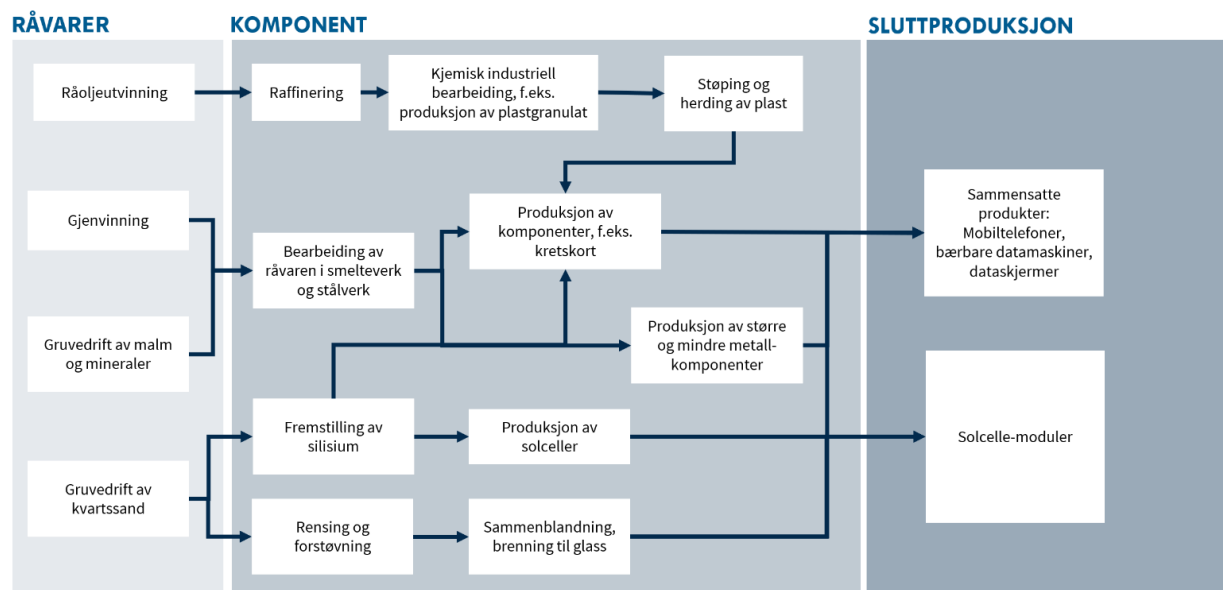 RÅVARER
KOMPONENT
SLUTTPRODUKSJON
Råoljeutvinning
Raffinering
Kjemisk industriell
bearbeiding, f.eks.
produksjon av plastgranulat
Støping og
herding av plast
Gjenvinning
Gruvedrift av malm
og mineraler
Bearbeiding av
råvaren i smelteverk
og stålverk
Produksjon av
komponenter, f.eks.
kretskort
Produksjon av større
og mindre metall-
komponenter
Sammensatte
produkter:
Mobiltelefoner,
bærbare datamaskiner,
dataskjermer
Gruvedrift av
kvartssand
Fremstilling av
silisium
Produksjon av
solceller
Solcelle-moduler
Rensing og
forstøvning
Sammenblandning,
brenning til glass